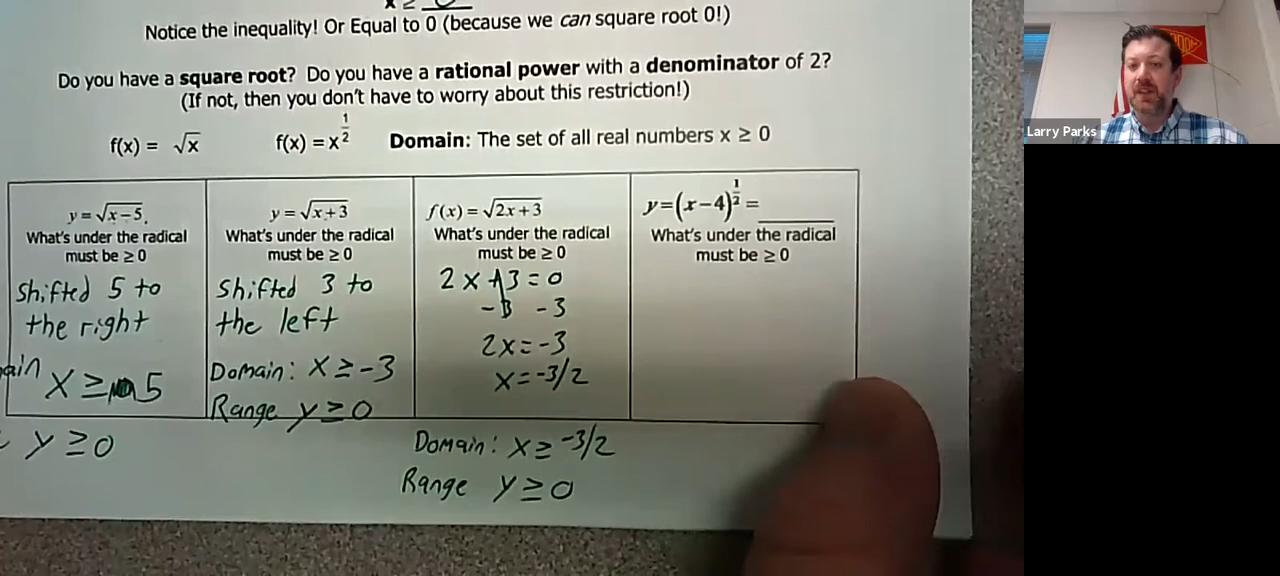 x ≥ 0
Notice the inequality! Or Equal to 0 (because we can square root 0!)
Do you have a square root? Do you have a rational power with a denominator of 2?
(If not, then you don't have to worry about this restriction!)
f(x) = √x f(x) = x^(1/2) Domain: The set of all real numbers x ≥ 0
y = √(x-5).
What's under the radical
must be ≥ 0
Shifted 5 to
the right
ain x ≥ 5
y ≥ 0
y = √(x+3)
What's under the radical
must be ≥ 0
Shifted 3 to
the left
Domain: x ≥ -3
Range y ≥ 0
f(x) = √(2x+3)
What's under the radical
must be ≥ 0
2x+3=0
-3 -3
2x=-3
x=-3/2
Domain: x ≥ -3/2
Range y ≥ 0
y=(x-4)^(1/2) = ______
What's under the radical
must be ≥ 0
Larry Parks